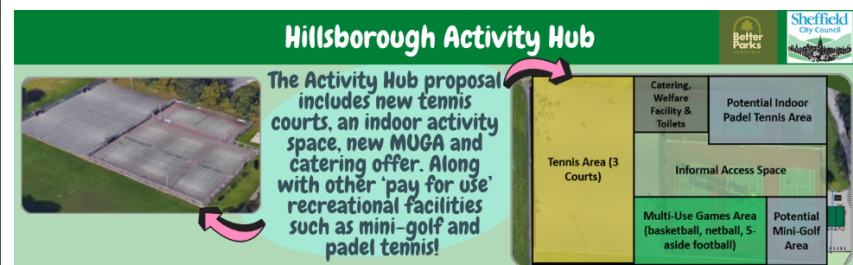 Hillsborough Activity Hub
Better
Parks
SHEFFIELD
Sheffield
City Council
The Activity Hub proposal
includes new tennis
courts, an indoor activity
space, new MUGA and
catering offer. Along
with other ‘pay for use’
recreational facilities
such as mini-golf and
padel tennis!
Tennis Area (3
Courts)
Catering,
Welfare
Facility &
Toilets
Potential Indoor
Padel Tennis Area
Informal Access Space
Multi-Use Games Area
(basketball, netball, 5-
aside football)
Potential
Mini-Golf
Area